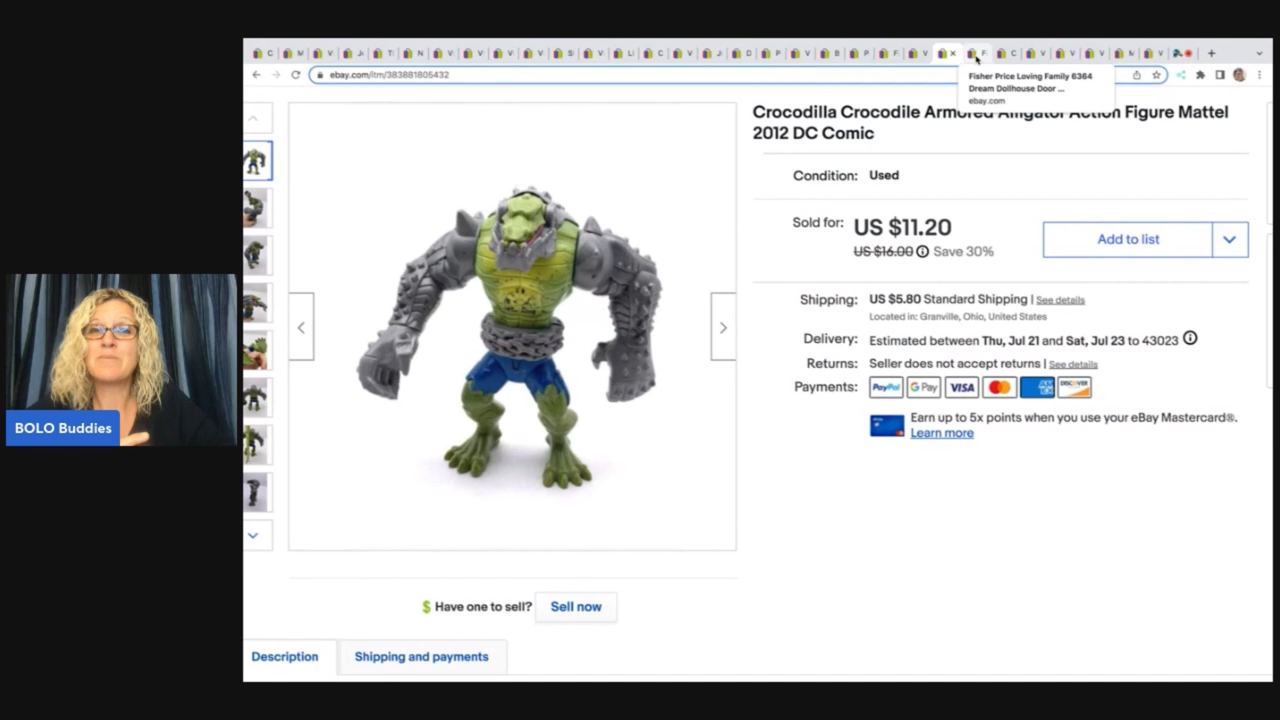 ebay.com/itm/383881805432
Fisher Price Loving Family 6364
Dream Dollhouse Door ...
ebay.com
Crocodilla Crocodile Armored Alligator Action Figure Mattel
2012 DC Comic
Condition: Used
Sold for: US $11.20
US $16.00 Save 30%
Add to list
Shipping: US $5.80 Standard Shipping | See details
Located in: Granville, Ohio, United States
Delivery: Estimated between Thu, Jul 21 and Sat, Jul 23 to 43023
Returns: Seller does not accept returns | See details
Payments: PayPal G Pay VISA DISCOVER
Earn up to 5x points when you use your eBay Mastercard®.
Learn more
BOLO Buddies
$ Have one to sell? Sell now
Description Shipping and payments